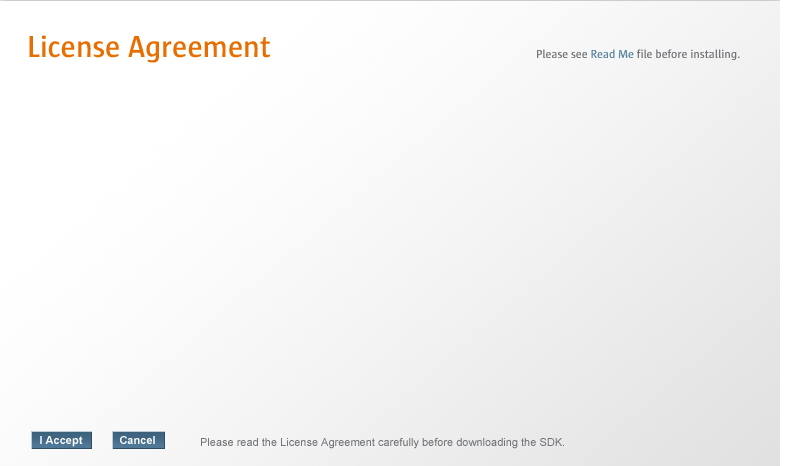 License Agreement
Please see Read Me file before installing.
I Accept
Cancel
Please read the License Agreement carefully before downloading the SDK.